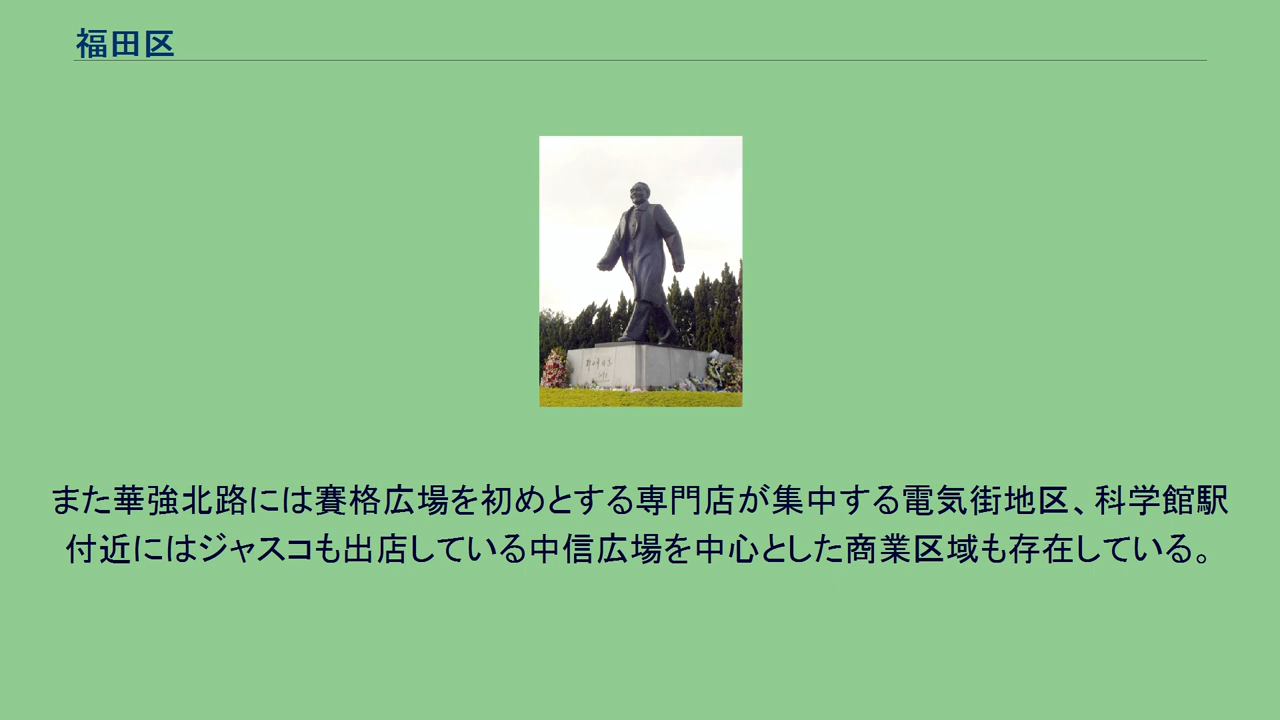 福田区
また華強北路には賽格広場を初めとする専門店が集中する電気街地区、科学館駅
付近にはジャスコも出店している中信広場を中心とした商業区域も存在している。